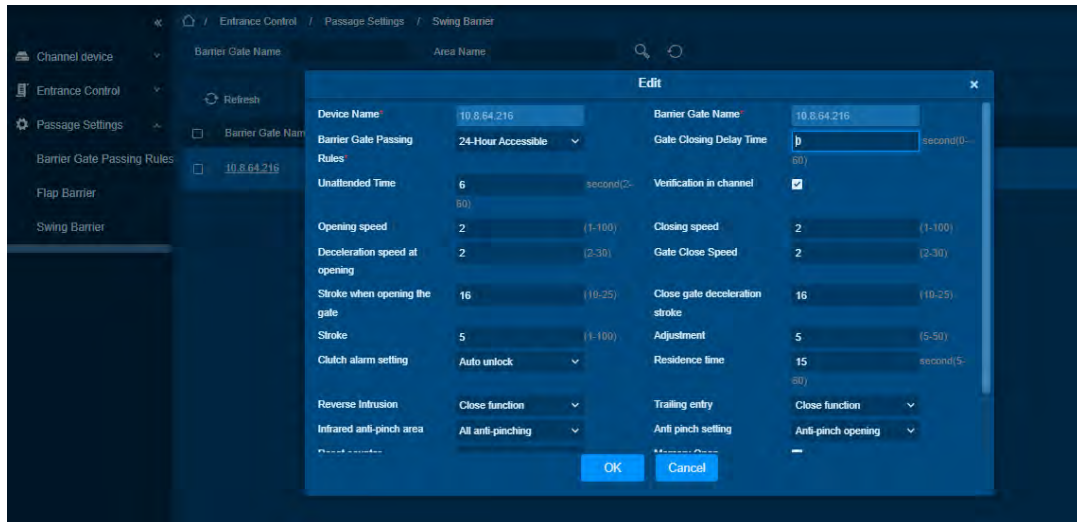 «
/ Entrance Control / Passage Settings / Swing Barrier
Channel device
Barrier Gate Name
Area Name
Entrance Control
Refresh
Passage Settings
Barrier Gate Nam
Barrier Gate Passing Rules
10.8.64.216
Flap Barrier
Swing Barrier
Edit
×
Device Name*
10.8.64.216
Barrier Gate Name*
10.8.64.216
Barrier Gate Passing
Rules*
24-Hour Accessible
Gate Closing Delay Time
0
second(0-
60)
Unattended Time
6
second(2-
60)
Verification in channel
Opening speed
2
(1-100)
Closing speed
2
(1-100)
Deceleration speed at
opening
2
(2-30)
Gate Close Speed
2
(2-30)
Stroke when opening the
gate
16
(10-25)
Close gate deceleration
stroke
16
(10-25)
Stroke
5
(1-100)
Adjustment
5
(5-50)
Clutch alarm setting
Auto unlock
Residence time
15
second(5-
60)
Reverse Intrusion
Close function
Trailing entry
Close function
Infrared anti-pinch area
All anti-pinching
Anti pinch setting
Anti-pinch opening
Reset counter
Memory Open
OK
Cancel